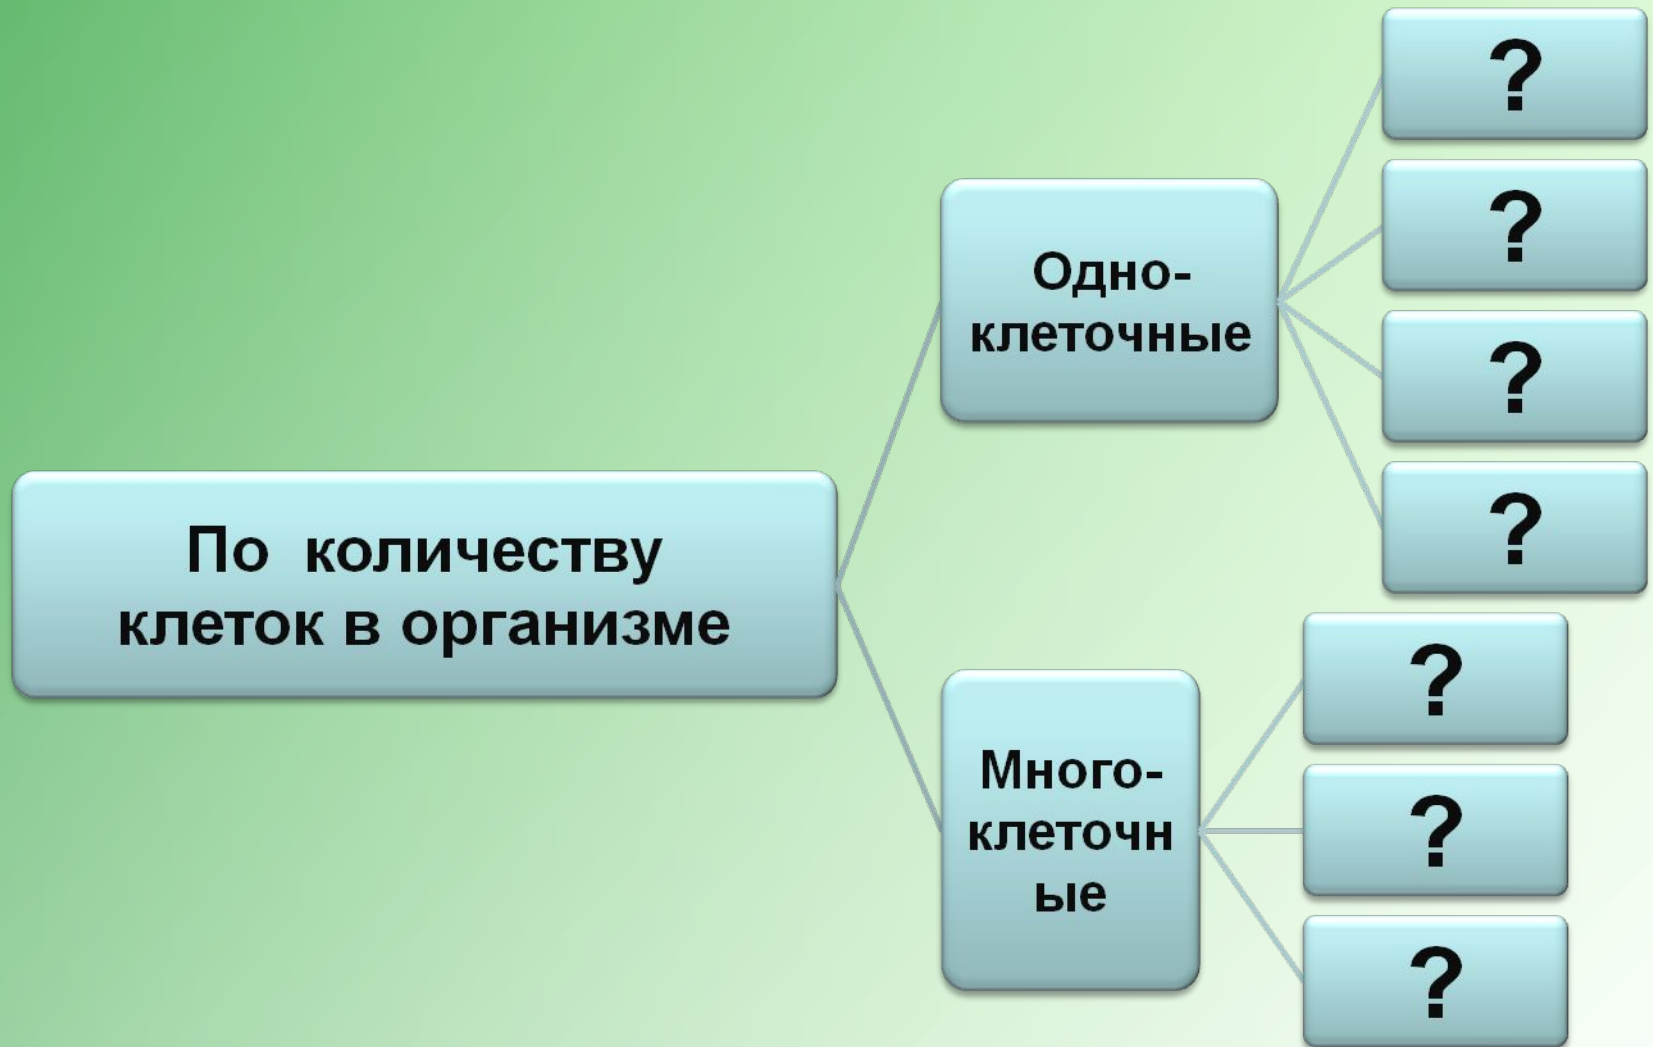 По количеству
клеток в организме
Одно-
клеточные
?
?
?
?
Много-
клеточн
ые
?
?
?